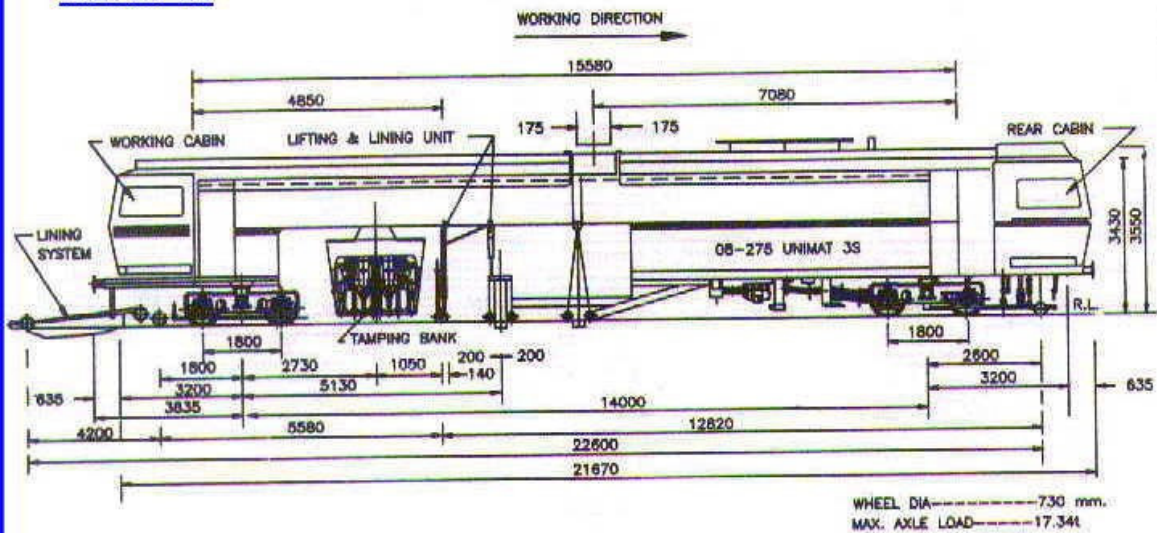 WORKING DIRECTION
15580
4850
7080
175
175
WORKING CABIN
LIFTING & LINING UNIT
REAR CABIN
LINING
SYSTEM
08-275 UNIMAT 3S
3430
3550
R.L.
TAMPING BANK
1800
1800
2730
1050
200
200
140
1800
2600
635
3200
5130
3200
635
3835
14000
4200
5580
12820
22600
21670
WHEEL DIA-------------730 mm.
MAX. AXLE LOAD------17.34t